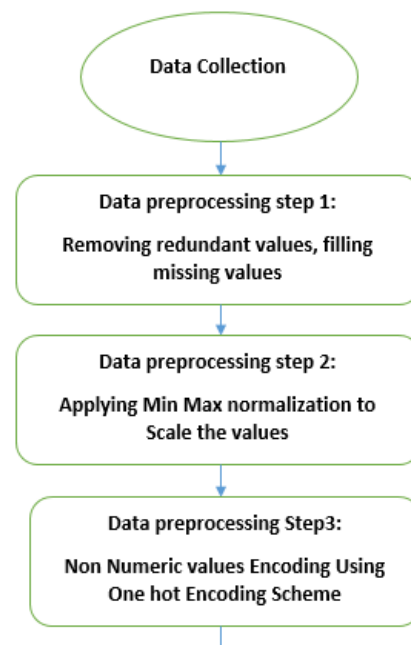 Data Collection
Data preprocessing step 1:
Removing redundant values, filling
missing values
Data preprocessing step 2:
Applying Min Max normalization to
Scale the values
Data preprocessing Step3:
Non Numeric values Encoding Using
One hot Encoding Scheme